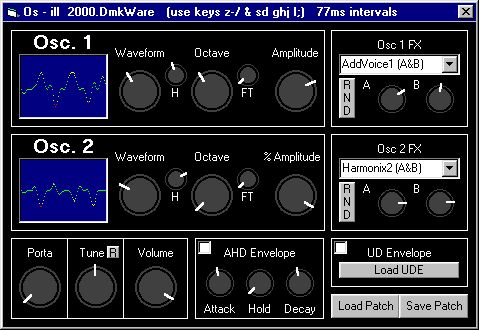 Os - ill 2000.DmkWare (use keys z-/ & sd ghj l;) 77ms intervals
Osc. 1
Waveform Octave Amplitude
H FT
Osc 1 FX
AddVoice1 (A&B)
RND A B
Osc. 2
Waveform Octave % Amplitude
H FT
Osc 2 FX
Harmonix2 (A&B)
RND A B
Porta Tune R Volume
AHD Envelope
Attack Hold Decay
UD Envelope
Load UDE
Load Patch Save Patch